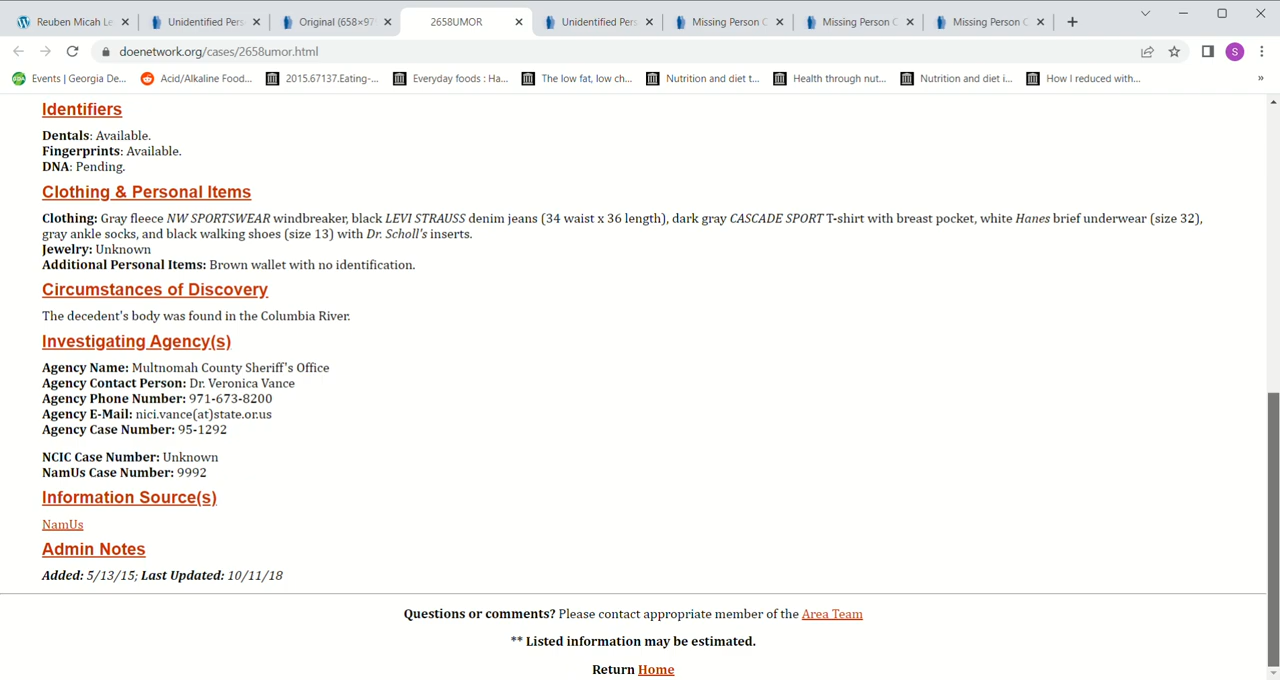 Reuben Micah Le
Unidentified Pers
Original (658×97
2658UMOR
Unidentified Pers
Missing Person C
Missing Person C
Missing Person C
doenetwork.org/cases/2658umor.html
S
Events | Georgia De...
Acid/Alkaline Food...
2015.67137.Eating-...
Everyday foods : Ha...
The low fat, low ch...
Nutrition and diet t...
Health through nut...
Nutrition and diet i...
How I reduced with...
»
Identifiers
Dentals: Available.
Fingerprints: Available.
DNA: Pending.
Clothing & Personal Items
Clothing: Gray fleece NW SPORTSWEAR windbreaker, black LEVI STRAUSS denim jeans (34 waist x 36 length), dark gray CASCADE SPORT T-shirt with breast pocket, white Hanes brief underwear (size 32),
gray ankle socks, and black walking shoes (size 13) with Dr. Scholl's inserts.
Jewelry: Unknown
Additional Personal Items: Brown wallet with no identification.
Circumstances of Discovery
The decedent's body was found in the Columbia River.
Investigating Agency(s)
Agency Name: Multnomah County Sheriff's Office
Agency Contact Person: Dr. Veronica Vance
Agency Phone Number: 971-673-8200
Agency E-Mail: nici.vance(at)state.or.us
Agency Case Number: 95-1292
NCIC Case Number: Unknown
NamUs Case Number: 9992
Information Source(s)
NamUs
Admin Notes
Added: 5/13/15; Last Updated: 10/11/18
Questions or comments? Please contact appropriate member of the Area Team
** Listed information may be estimated.
Return Home